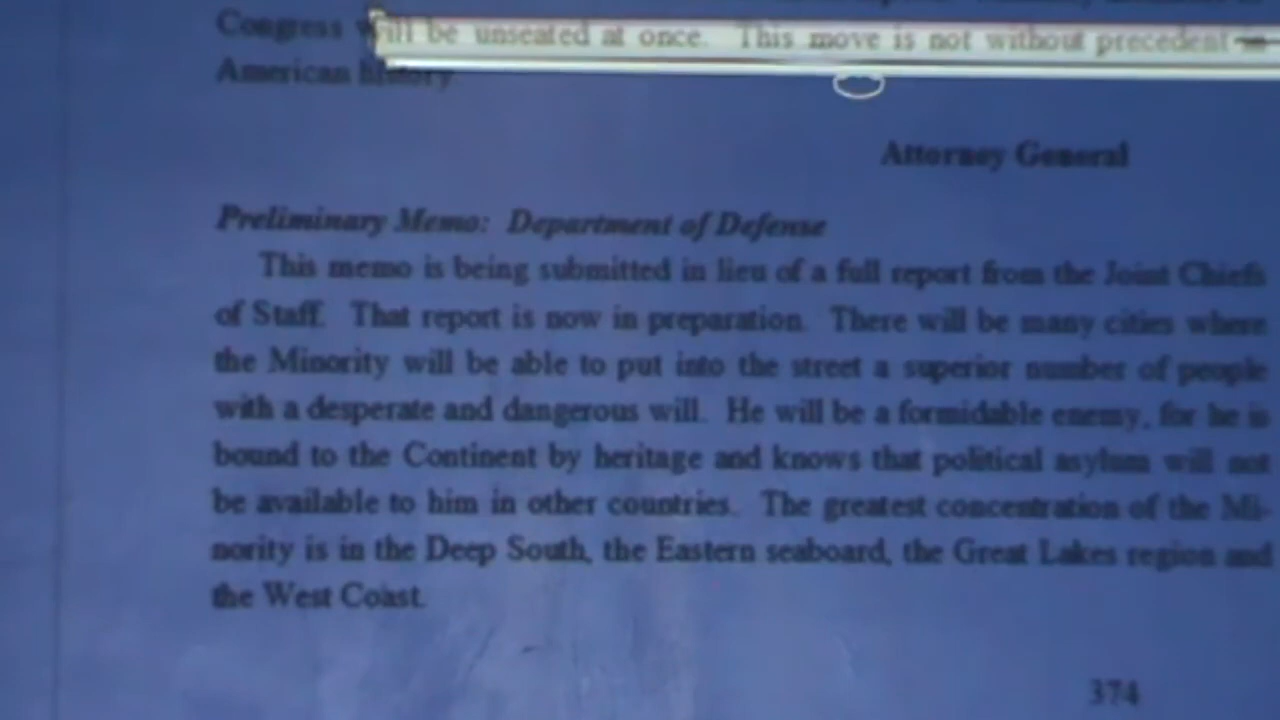 Congress will be unseated at once. This move is not without precedent in
American history.
Attorney General
Preliminary Memo: Department of Defense
This memo is being submitted in lieu of a full report from the Joint Chiefs
of Staff. That report is now in preparation. There will be many cities where
the Minority will be able to put into the street a superior number of people
with a desperate and dangerous will. He will be a formidable enemy, for he is
bound to the Continent by heritage and knows that political asylum will not
be available to him in other countries. The greatest concentration of the Mi-
nority is in the Deep South, the Eastern seaboard, the Great Lakes region and
the West Coast.
374